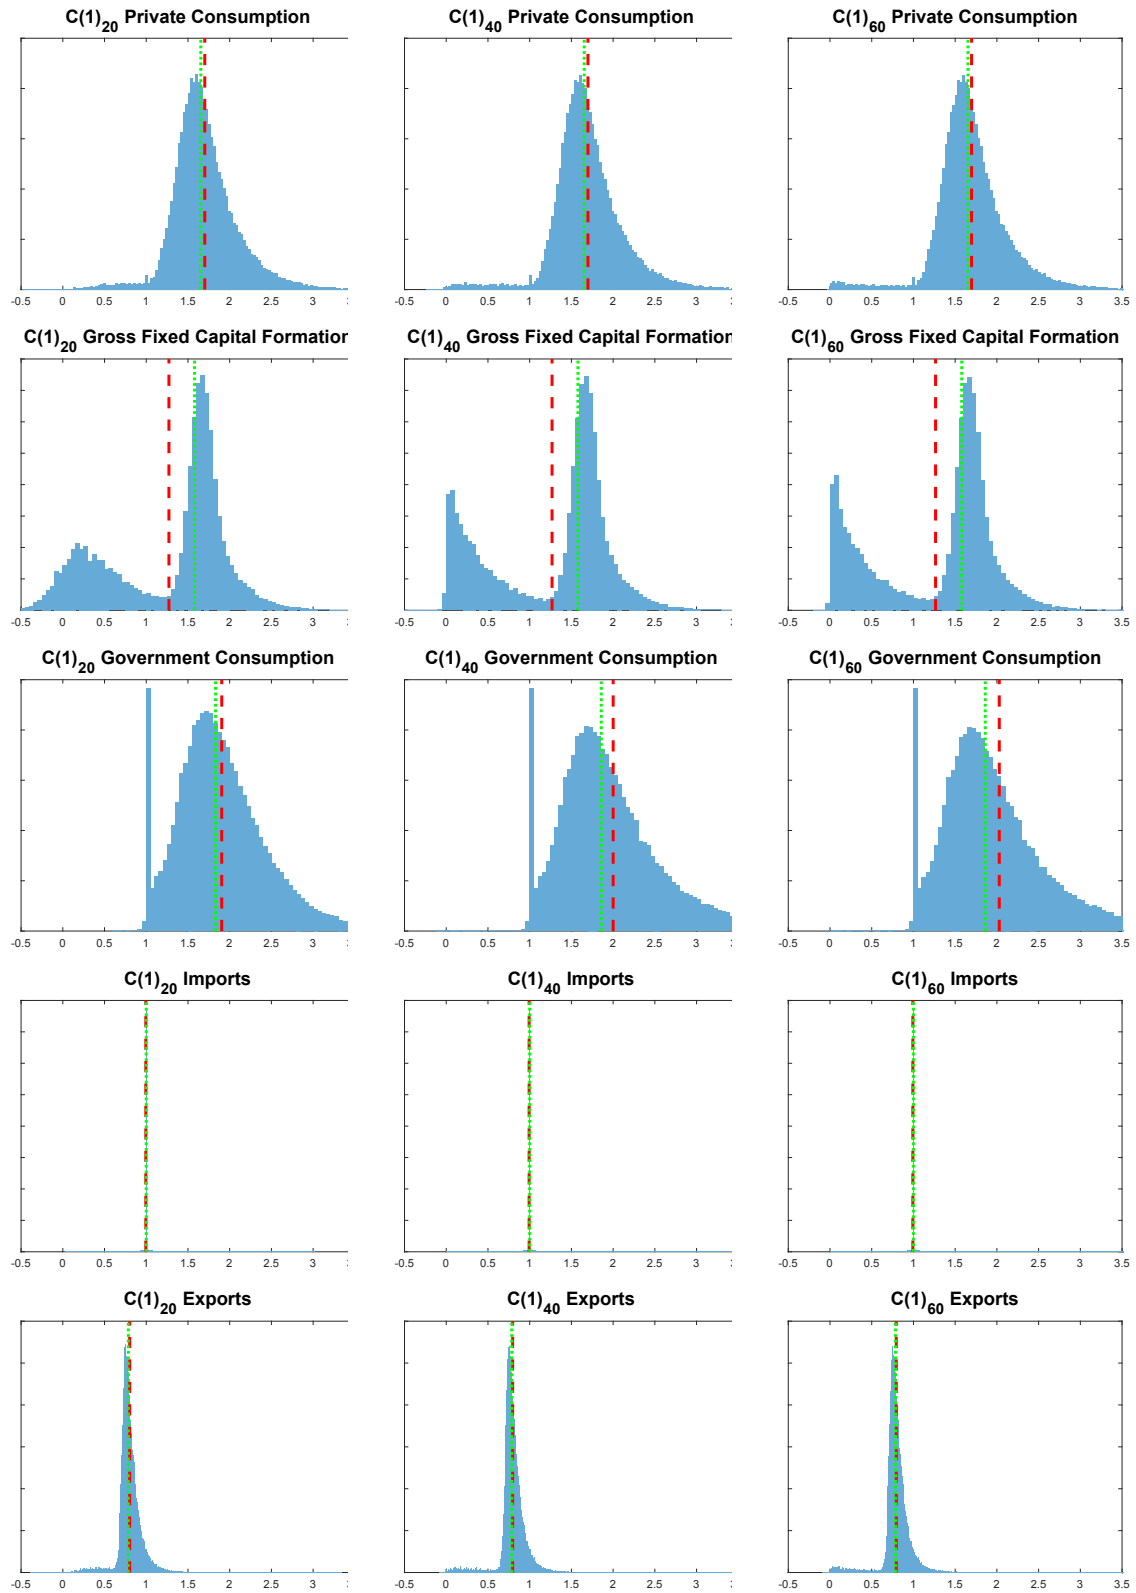 C(1)20 Private Consumption C(1)40 Private Consumption C(1)60 Private Consumption
-0.5 0 0.5 1 1.5 2 2.5 3 -0.5 0 0.5 1 1.5 2 2.5 3 -0.5 0 0.5 1 1.5 2 2.5 3 3.5
C(1)20 Gross Fixed Capital Formation C(1)40 Gross Fixed Capital Formation C(1)60 Gross Fixed Capital Formation
-0.5 0 0.5 1 1.5 2 2.5 3 -0.5 0 0.5 1 1.5 2 2.5 3 -0.5 0 0.5 1 1.5 2 2.5 3 3.5
C(1)20 Government Consumption C(1)40 Government Consumption C(1)60 Government Consumption
-0.5 0 0.5 1 1.5 2 2.5 3 -0.5 0 0.5 1 1.5 2 2.5 3 -0.5 0 0.5 1 1.5 2 2.5 3 3.5
C(1)20 Imports C(1)40 Imports C(1)60 Imports
-0.5 0 0.5 1 1.5 2 2.5 3 -0.5 0 0.5 1 1.5 2 2.5 3 -0.5 0 0.5 1 1.5 2 2.5 3 3.5
C(1)20 Exports C(1)40 Exports C(1)60 Exports
-0.5 0 0.5 1 1.5 2 2.5 3 -0.5 0 0.5 1 1.5 2 2.5 3 -0.5 0 0.5 1 1.5 2 2.5 3 3.5